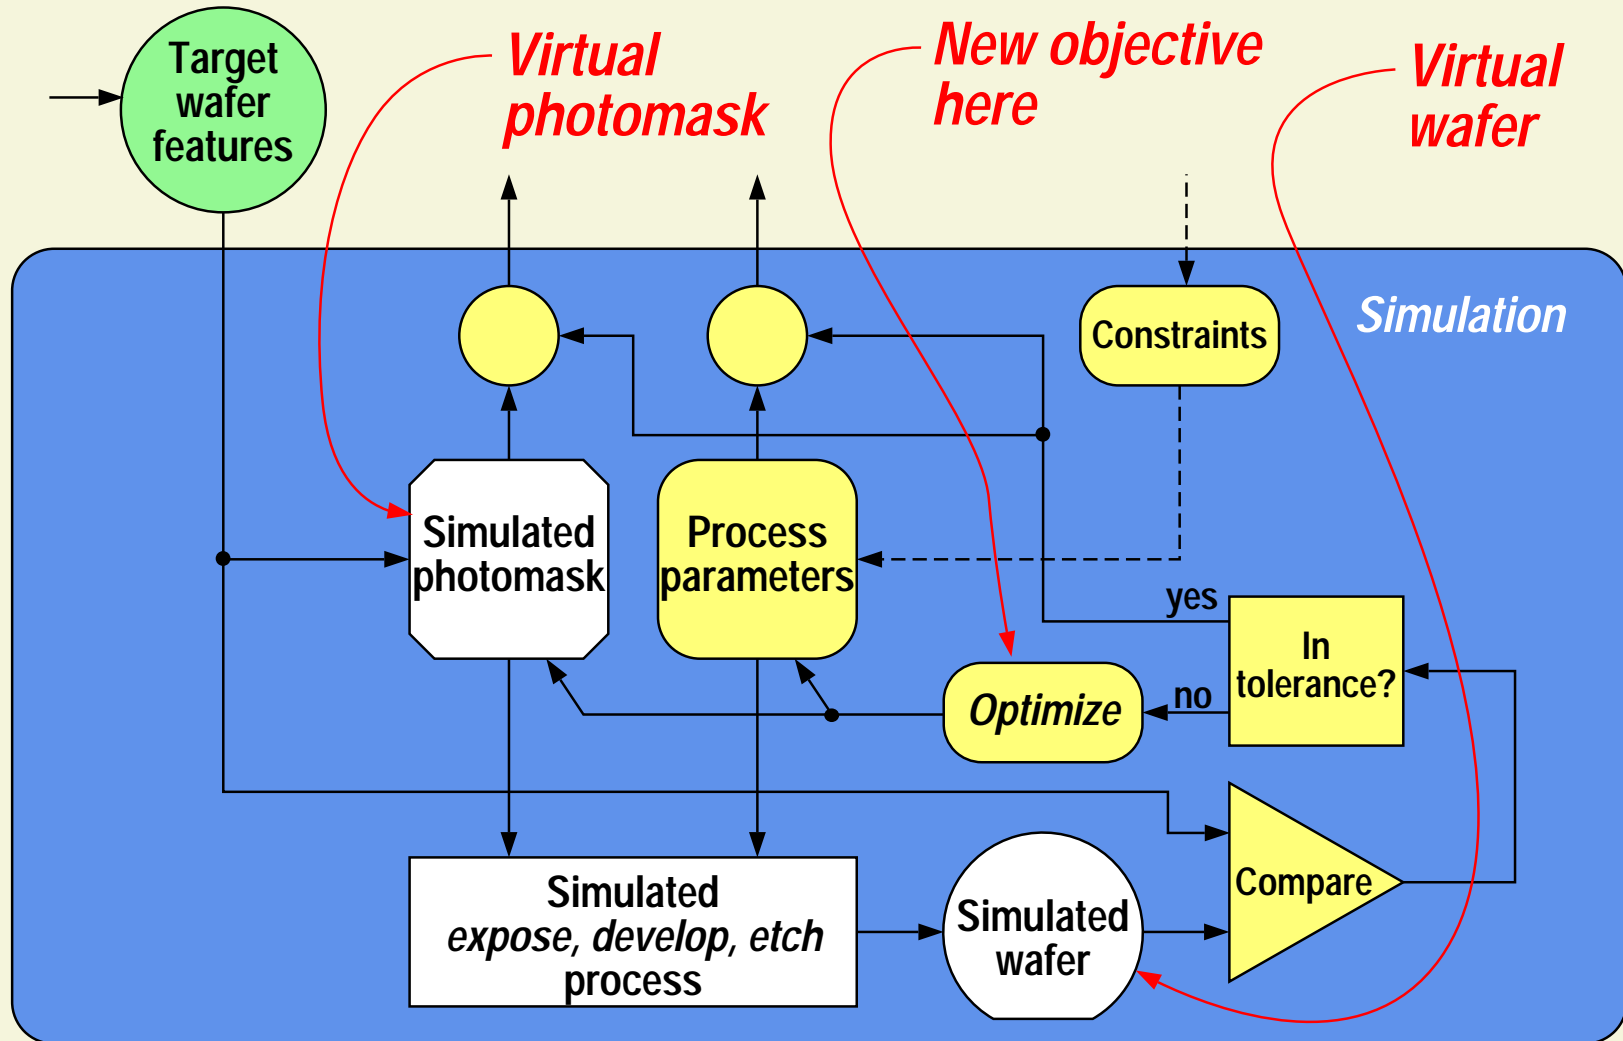 Target
wafer
features
Virtual
photomask
New objective
here
Virtual
wafer
Simulation
Constraints
Simulated
photomask
Process
parameters
yes
In
tolerance?
no
Optimize
Compare
Simulated
expose, develop, etch
process
Simulated
wafer